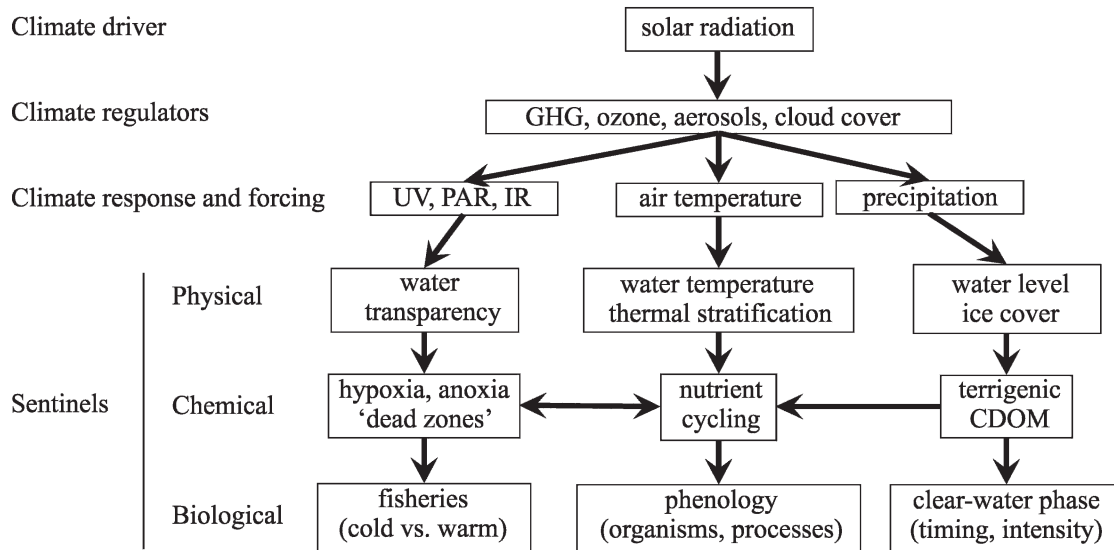 Climate driver
solar radiation
Climate regulators
GHG, ozone, aerosols, cloud cover
Climate response and forcing
UV, PAR, IR
air temperature
precipitation
Sentinels
Physical
water
transparency
water temperature
thermal stratification
water level
ice cover
Chemical
hypoxia, anoxia
‘dead zones’
nutrient
cycling
terrigenic
CDOM
Biological
fisheries
(cold vs. warm)
phenology
(organisms, processes)
clear-water phase
(timing, intensity)